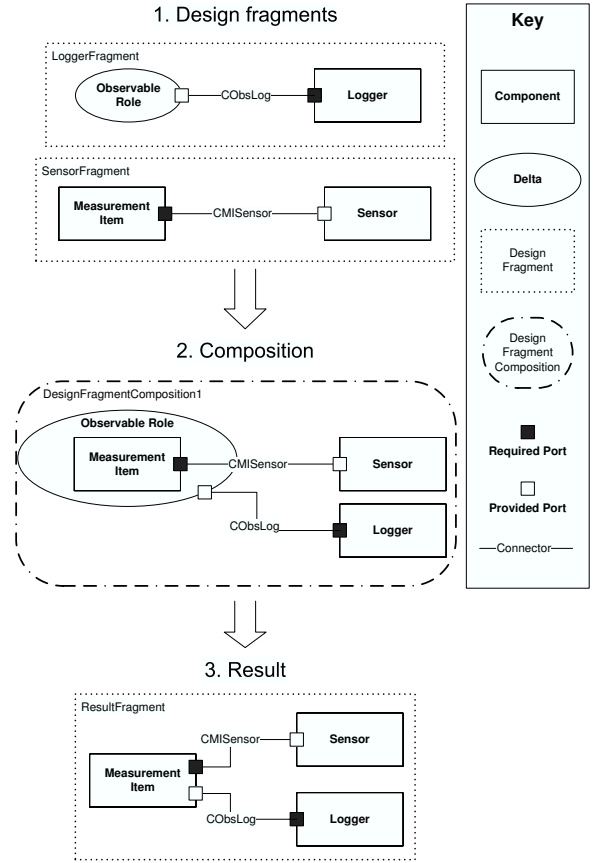 1. Design fragments
LoggerFragment
Observable
Role
CObsLog
Logger
SensorFragment
Measurement
Item
CMISensor
Sensor
2. Composition
DesignFragmentComposition1
Observable Role
Measurement
Item
CMISensor
Sensor
CObsLog
Logger
3. Result
ResultFragment
CMISensor
Sensor
Measurement
Item
CObsLog
Logger
Key
Component
Delta
Design
Fragment
Design
Fragment
Composition
Required Port
Provided Port
Connector